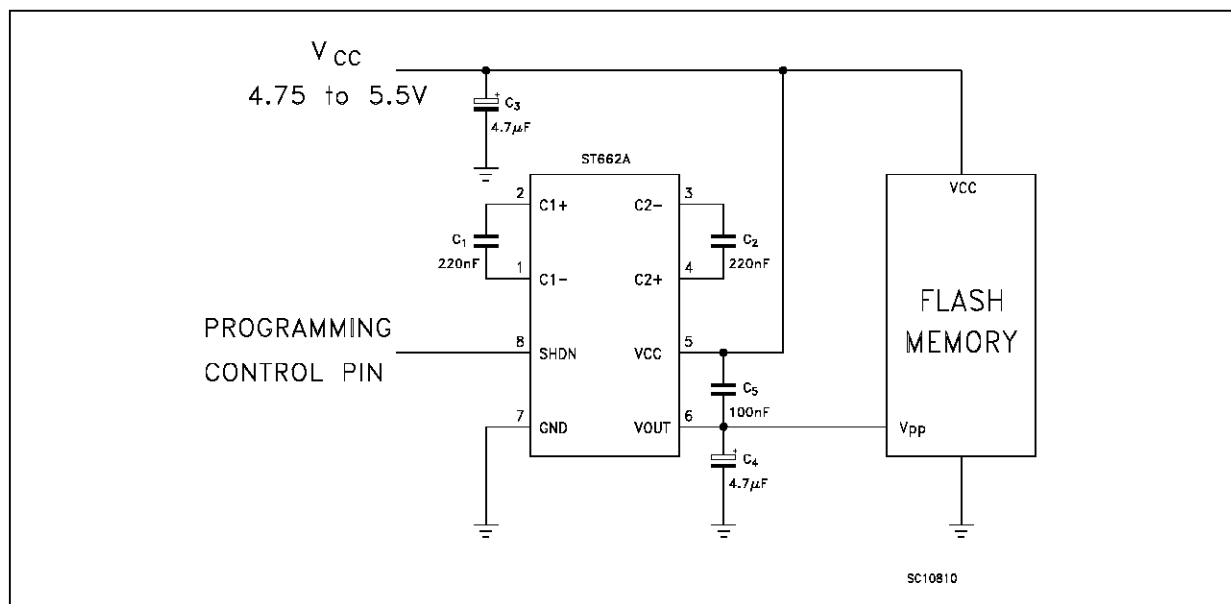 VCC
4.75 to 5.5V
+
C3
4.7μF
ST662A
2
C1+
C2-
3
VCC
C1
220nF
C2
220nF
1
C1-
C2+
4
FLASH
MEMORY
PROGRAMMING
CONTROL PIN
8
SHDN
VCC
5
C5
100nF
7
GND
VOUT
6
Vpp
+
C4
4.7μF
SC10810